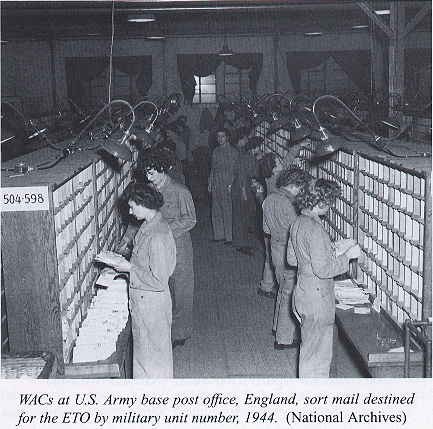 504-598
WACs at U.S. Army base post office, England, sort mail destined
for the ETO by military unit number, 1944. (National Archives)